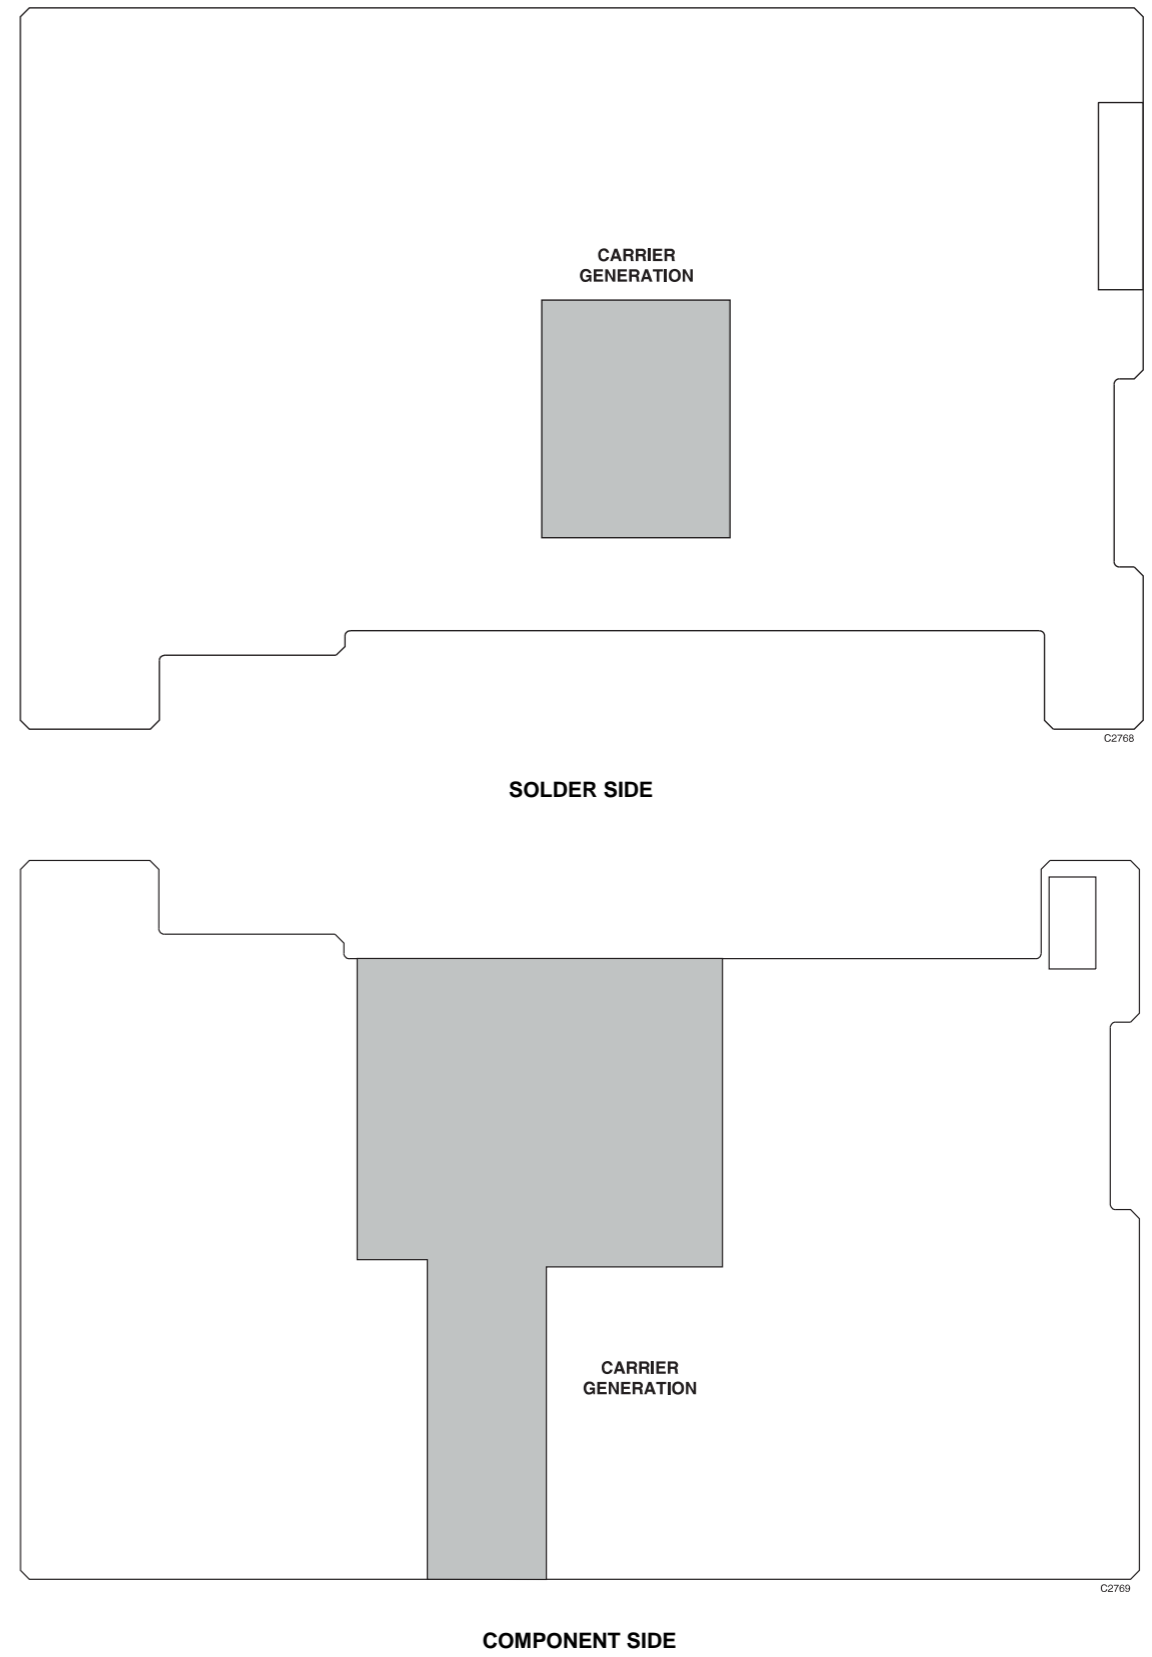 CARRIER
GENERATION
C2768
SOLDER SIDE
CARRIER
GENERATION
C2769
COMPONENT SIDE